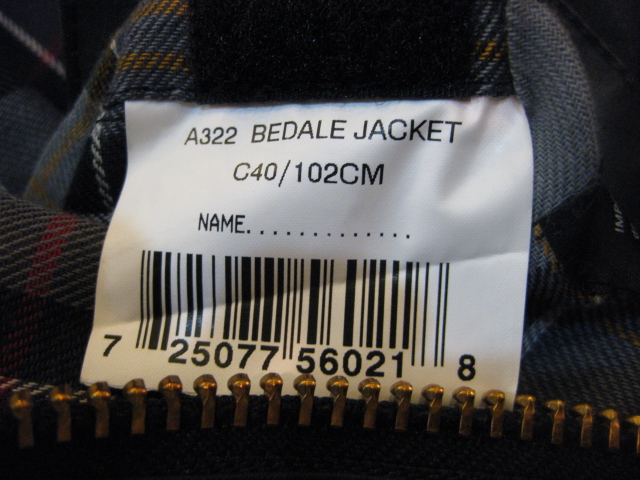 A322 BEDALE JACKET
C40/102CM
NAME.............
7 25077 56021 8